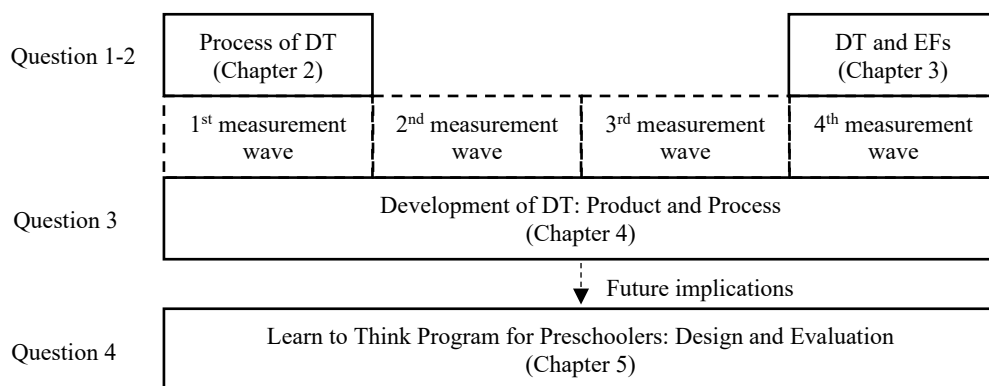 Question 1-2
Process of DT
(Chapter 2)
DT and EFs
(Chapter 3)
1st measurement
wave
2nd measurement
wave
3rd measurement
wave
4th measurement
wave
Question 3
Development of DT: Product and Process
(Chapter 4)
Future implications
Question 4
Learn to Think Program for Preschoolers: Design and Evaluation
(Chapter 5)